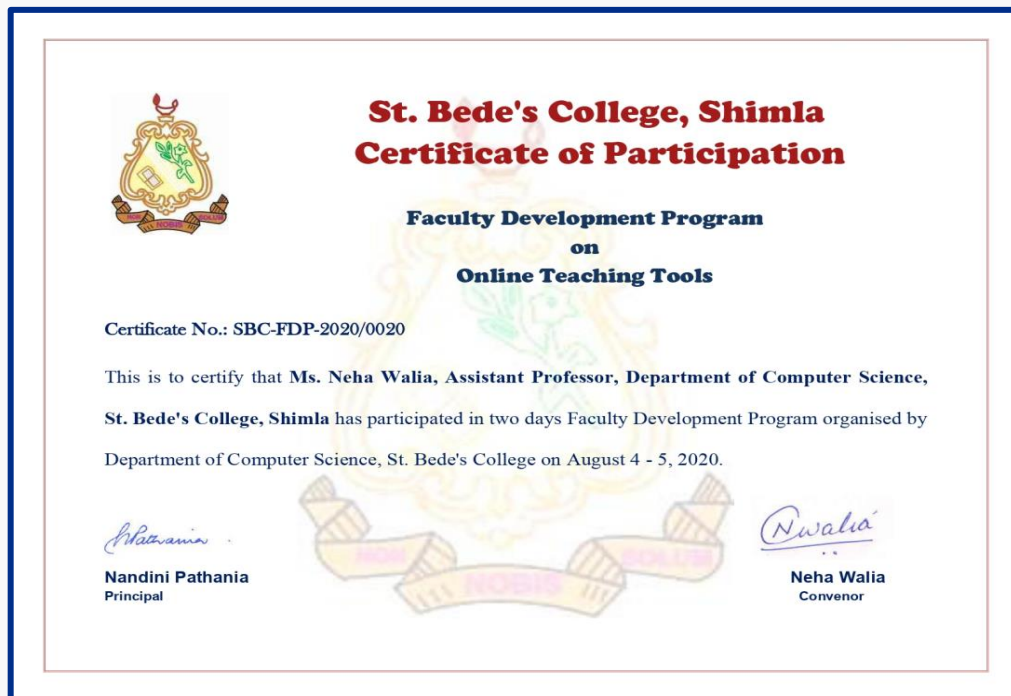 St. Bede's College, Shimla
Certificate of Participation
Faculty Development Program
on
Online Teaching Tools
Certificate No.: SBC-FDP-2020/0020
This is to certify that Ms. Neha Walia, Assistant Professor, Department of Computer Science,
St. Bede's College, Shimla has participated in two days Faculty Development Program organised by
Department of Computer Science, St. Bede's College on August 4 - 5, 2020.
NWalia
Nandini Pathania
Principal
Neha Walia
Convenor
NON NOBIS SOLUM